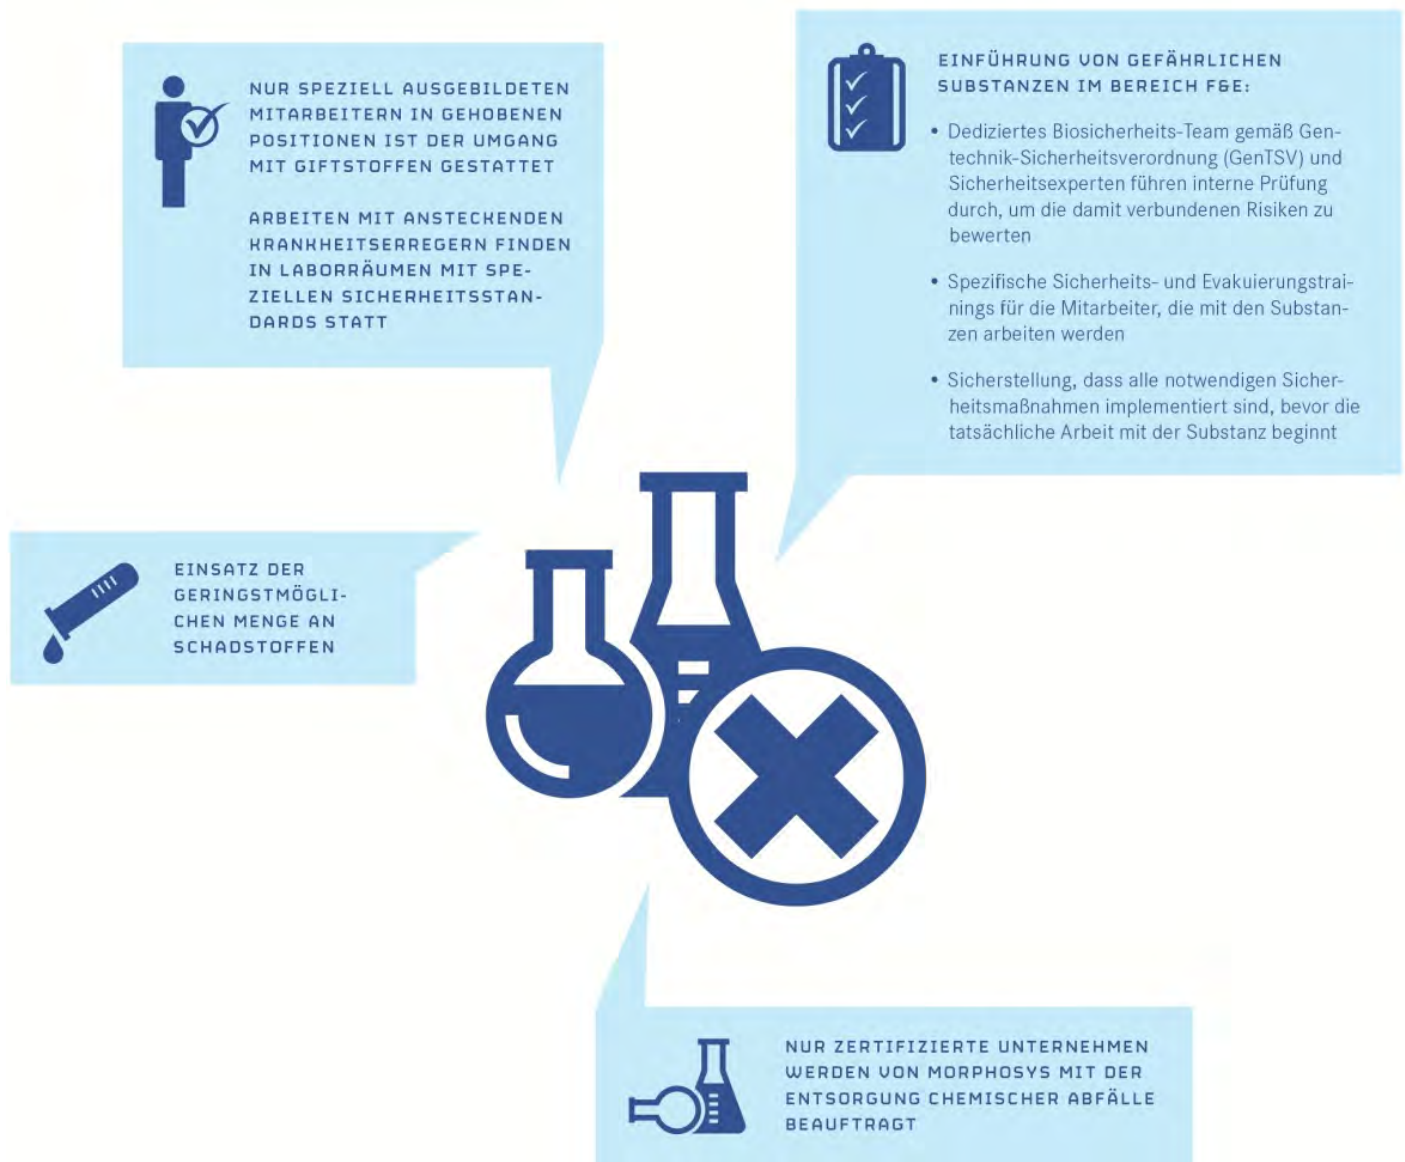 NUR SPEZIELL AUSGEBILDETEN
MITARBEITERN IN GEHOBENEN
POSITIONEN IST DER UMGANG
MIT GIFTSTOFFEN GESTATTET
ARBEITEN MIT ANSTECKENDEN
KRANKHEITSERREGERN FINDEN
IN LABORRÄUMEN MIT SPE-
ZIELLEN SICHERHEITSSTAN-
DARDS STATT
EINFÜHRUNG VON GEFÄHRLICHEN
SUBSTANZEN IM BEREICH F&E:
• Dediziertes Biosicherheits-Team gemäß Gen-
technik-Sicherheitsverordnung (GenTSV) und
Sicherheitsexperten führen interne Prüfung
durch, um die damit verbundenen Risiken zu
bewerten
• Spezifische Sicherheits- und Evakuierungstrai-
nings für die Mitarbeiter, die mit den Substan-
zen arbeiten werden
• Sicherstellung, dass alle notwendigen Sicher-
heitsmaßnahmen implementiert sind, bevor die
tatsächliche Arbeit mit der Substanz beginnt
EINSATZ DER
GERINGSTMÖGLI-
CHEN MENGE AN
SCHADSTOFFEN
NUR ZERTIFIZIERTE UNTERNEHMEN
WERDEN VON MORPHOSYS MIT DER
ENTSORGUNG CHEMISCHER ABFÄLLE
BEAUFTRAGT